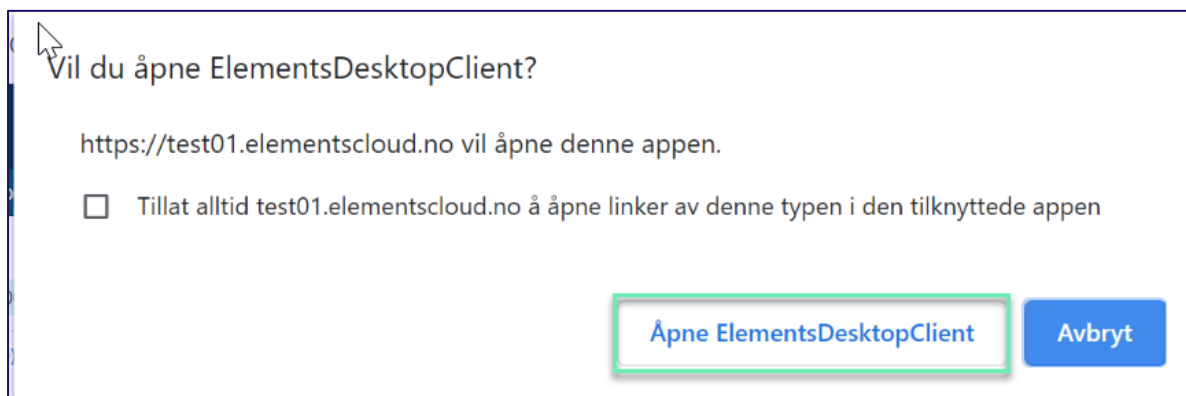 Vil du åpne ElementsDesktopClient?
https://test01.elementscloud.no vil åpne denne appen.
Tillat alltid test01.elementscloud.no å åpne linker av denne typen i den tilknyttede appen
Åpne ElementsDesktopClient
Avbryt